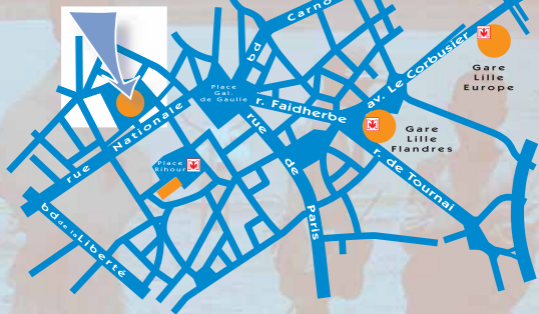 bd Carno
Gare
Lille
Europe
av. Le Corbusier
Place
Gal.
de Gaulle
r. Faidherbe
Gare
Lille
Flandres
rue Nationale
rue de Paris
Place
Rihour
r. de Tournai
bd de la Liberté